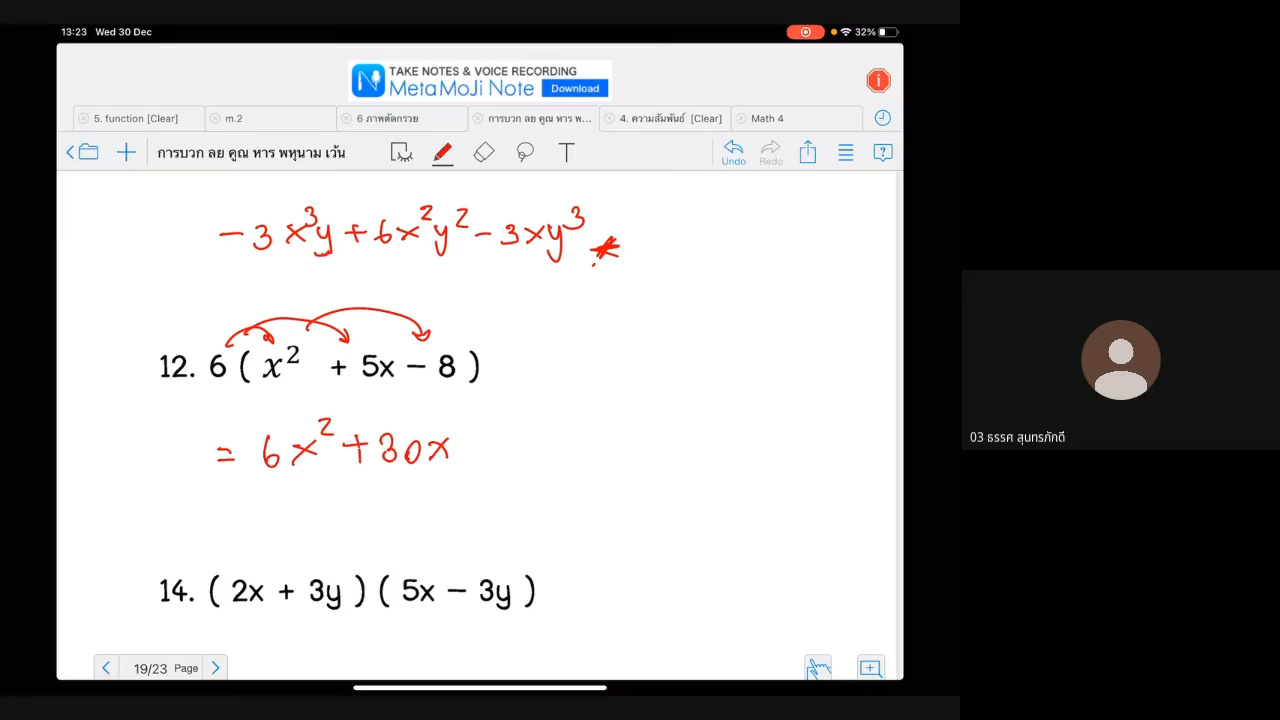 13:23 Wed 30 Dec
32%
TAKE NOTES & VOICE RECORDING
MetaMoJi Note Download
5. function [Clear] m.2 6 ภาพตัดกรวย การบวก ลย คูณ หาร พ... 4. ความสัมพันธ์ [Clear] Math 4
การบวก ลย คูณ หาร พหุนาม เว้น T Undo Redo
- 3x³y + 6x²y² - 3xy³
12. 6 ( x² + 5x – 8 )
= 6x² + 30x
03 ธรรศ สุนทรภักดี
14. ( 2x + 3y ) ( 5x – 3y )
19/23 Page